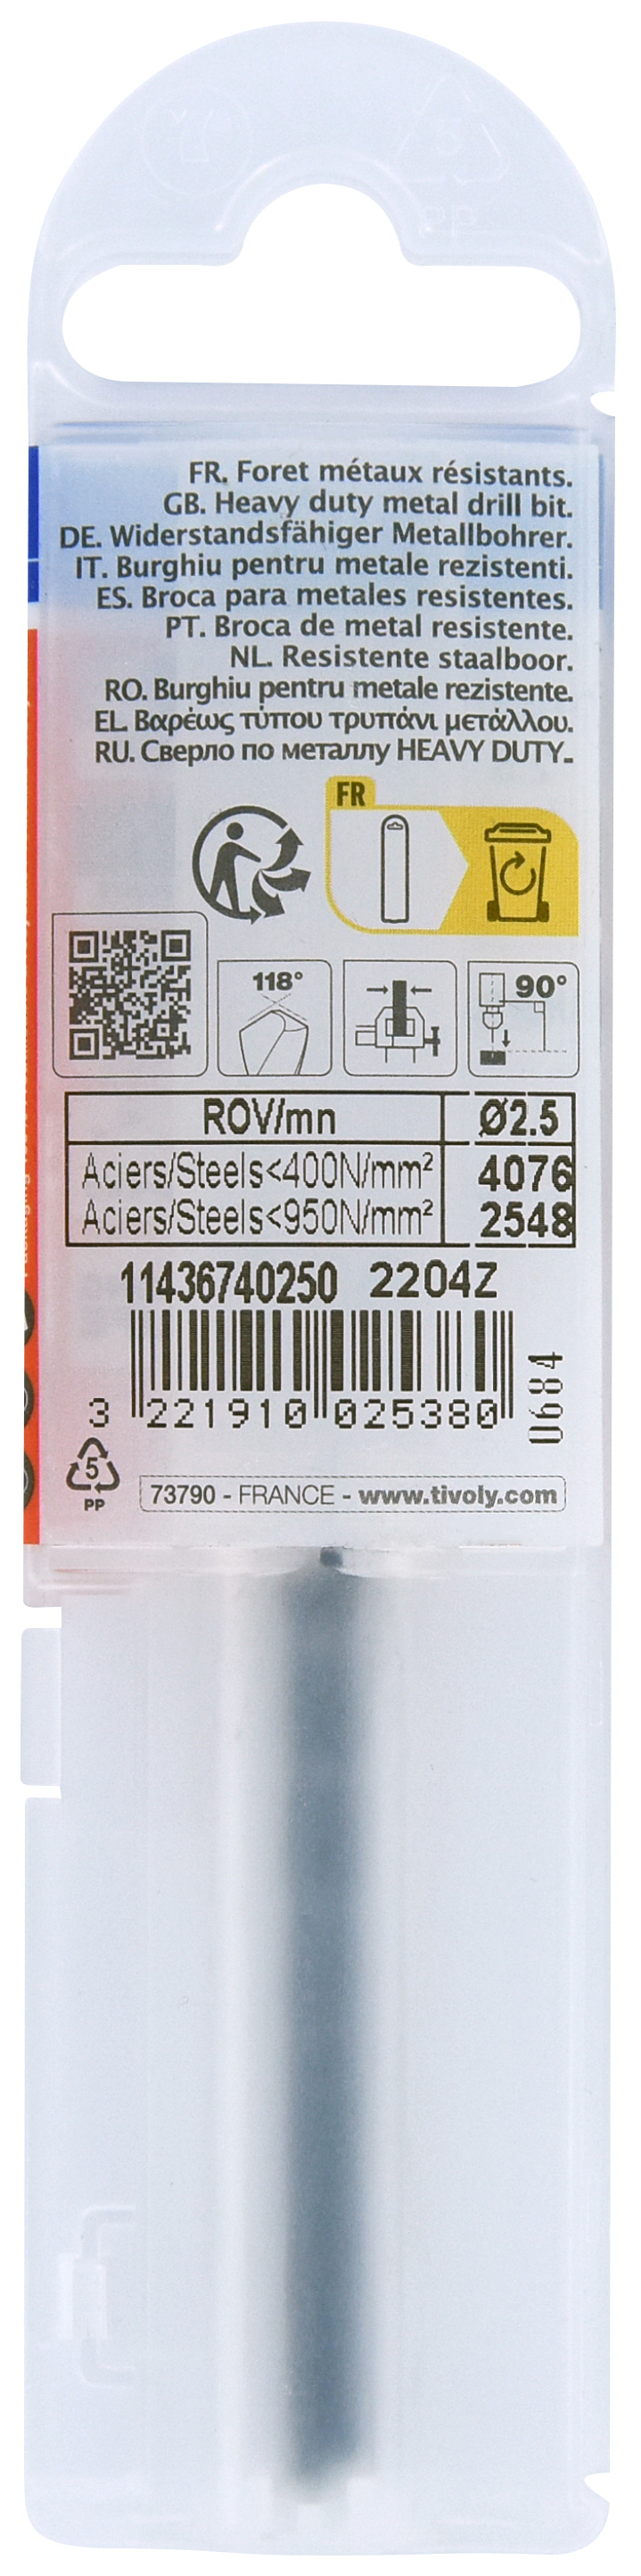 PP
FR. Foret métaux résistants.
GB. Heavy duty metal drill bit.
DE. Widerstandsfähiger Metallbohrer.
IT. Burghiu pentru metale rezistenti.
ES. Broca para metales resistentes.
PT. Broca de metal resistente.
NL. Resistente staalboor.
RO. Burghiu pentru metale rezistente.
EL. Βαρέως τύπου τρυπάνι μετάλλου.
RU. Сверло по металлу HEAVY DUTY.
FR
118°
90°
ROV/mn Ø2.5
Aciers/Steels<400N/mm² 4076
Aciers/Steels<950N/mm² 2548
11436740250 2204Z
3 221910 025380
0684
5
PP
73790 - FRANCE - www.tivoly.com